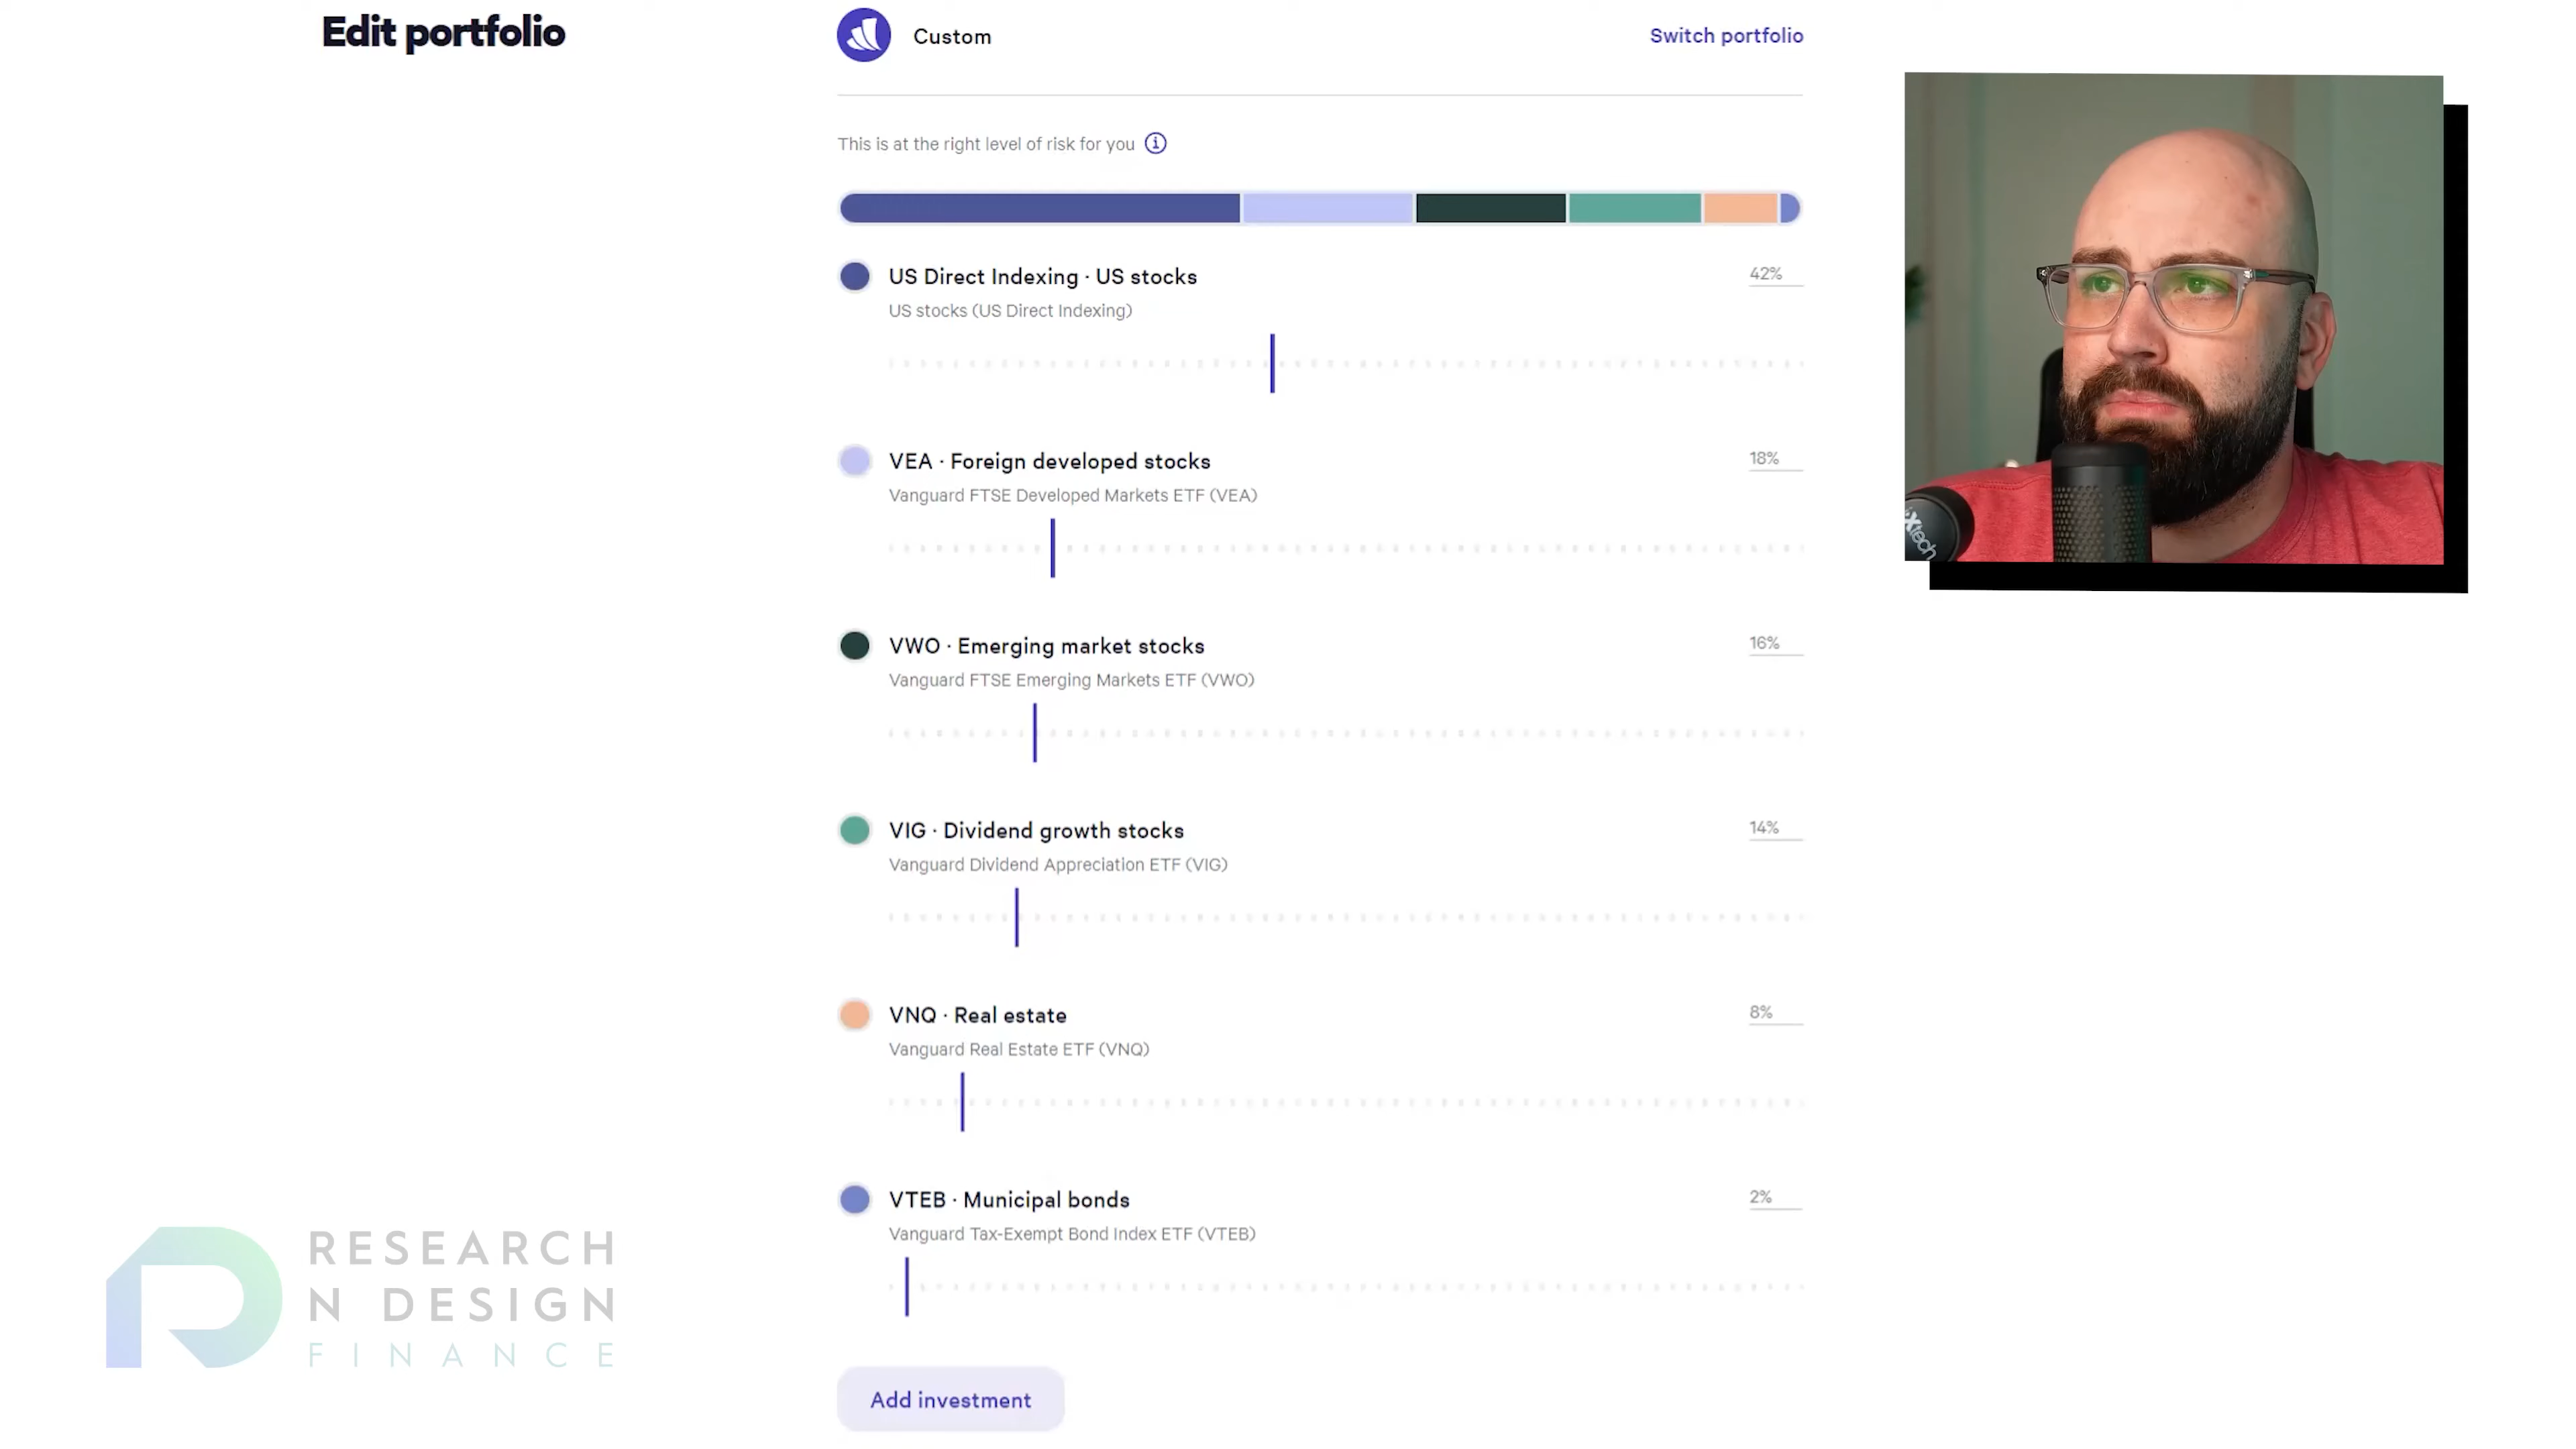 Edit portfolio
Custom
Switch portfolio
This is at the right level of risk for you
US Direct Indexing · US stocks
42%
US stocks (US Direct Indexing)
VEA · Foreign developed stocks
18%
Vanguard FTSE Developed Markets ETF (VEA)
VWO · Emerging market stocks
16%
Vanguard FTSE Emerging Markets ETF (VWO)
VIG · Dividend growth stocks
14%
Vanguard Dividend Appreciation ETF (VIG)
VNQ · Real estate
8%
Vanguard Real Estate ETF (VNQ)
VTEB · Municipal bonds
2%
Vanguard Tax-Exempt Bond Index ETF (VTEB)
Add investment
RESEARCH
N DESIGN
FINANCE